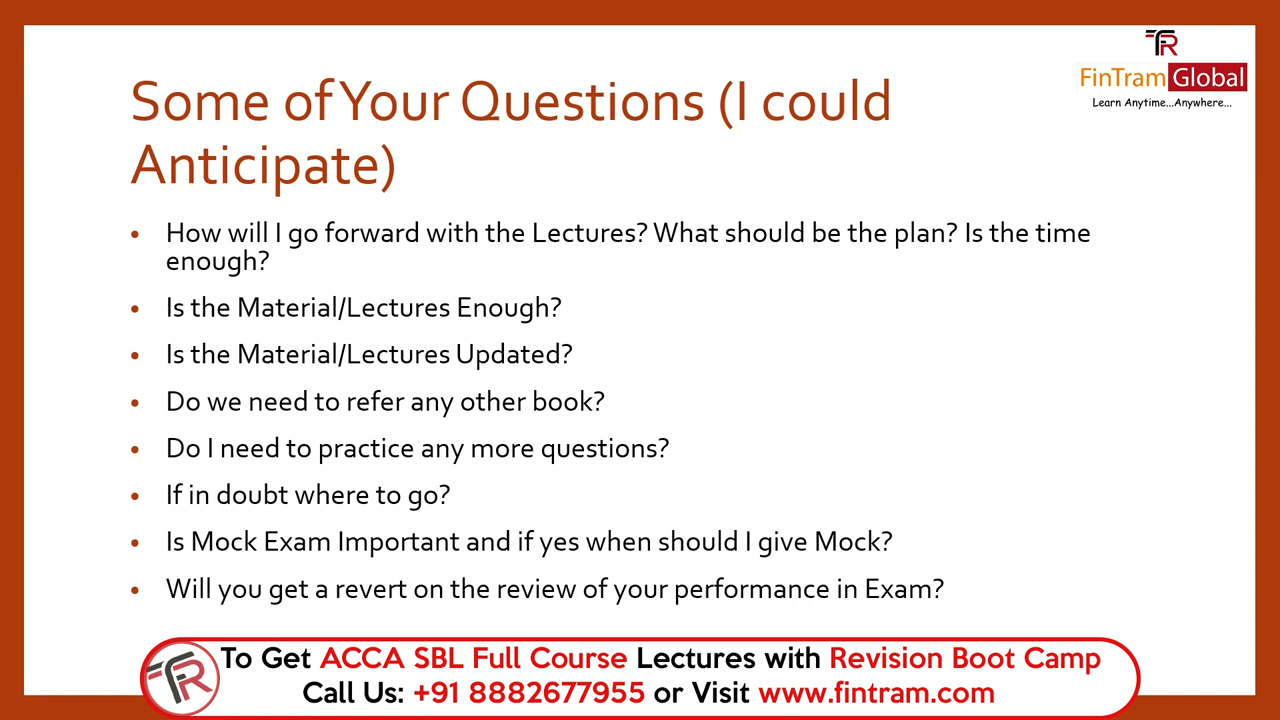 FinTram Global
Learn Anytime...Anywhere...
Some of Your Questions (I could
Anticipate)
• How will I go forward with the Lectures? What should be the plan? Is the time
enough?
• Is the Material/Lectures Enough?
• Is the Material/Lectures Updated?
• Do we need to refer any other book?
• Do I need to practice any more questions?
• If in doubt where to go?
• Is Mock Exam Important and if yes when should I give Mock?
• Will you get a revert on the review of your performance in Exam?
To Get ACCA SBL Full Course Lectures with Revision Boot Camp
Call Us: +91 8882677955 or Visit www.fintram.com